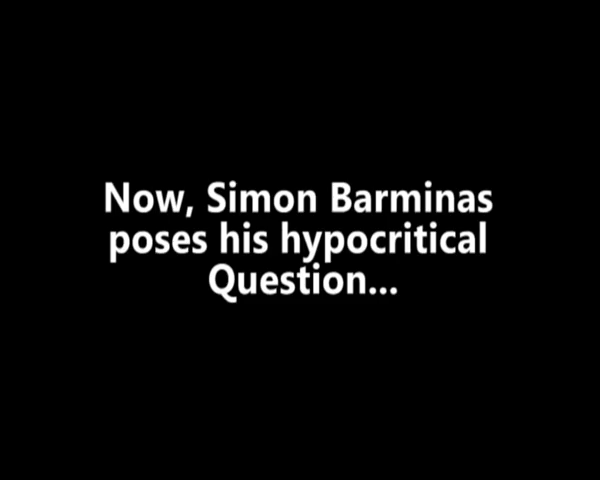 Now, Simon Barminas
poses his hypocritical
Question...